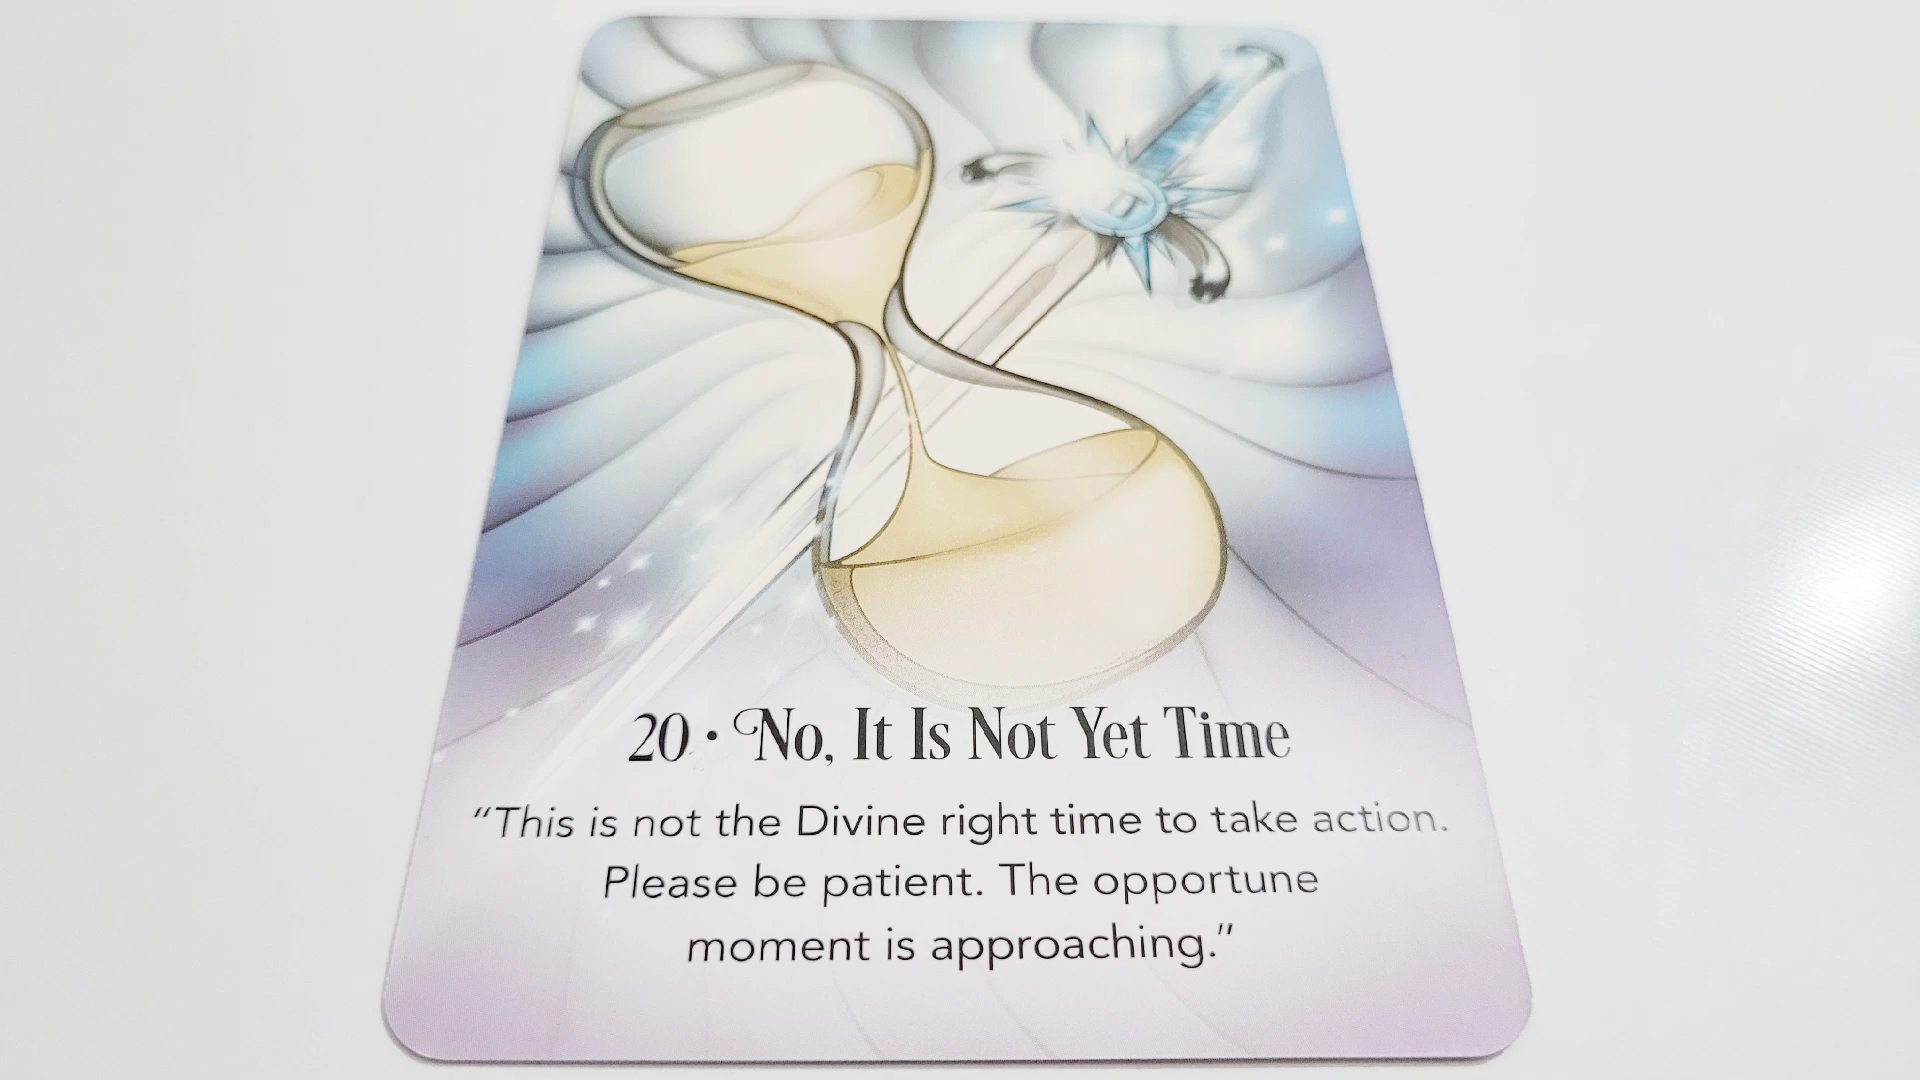 20 · No, It Is Not Yet Time
“This is not the Divine right time to take action.
Please be patient. The opportune
moment is approaching.”